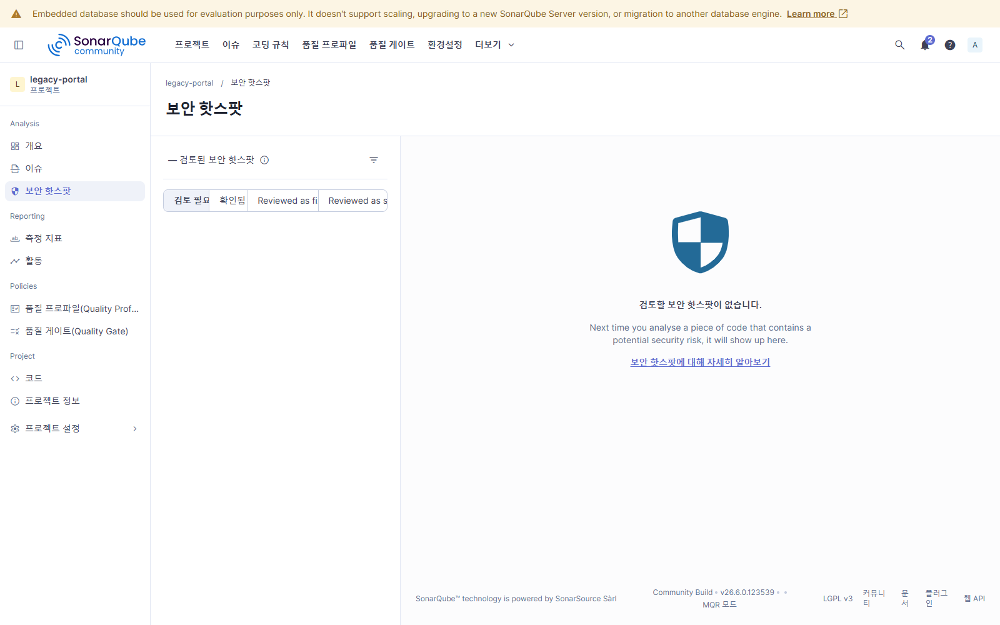 Embedded database should be used for evaluation purposes only. It doesn't support scaling, upgrading to a new SonarQube Server version, or migration to another database engine. Learn more
SonarQube community
프로젝트 이슈 코딩 규칙 품질 프로파일 품질 게이트 환경설정 더보기
2
?
A
L
legacy-portal
프로젝트
Analysis
개요
이슈
보안 핫스팟
Reporting
측정 지표
활동
Policies
품질 프로파일(Quality Prof...
품질 게이트(Quality Gate)
Project
코드
프로젝트 정보
프로젝트 설정
legacy-portal / 보안 핫스팟
보안 핫스팟
— 검토된 보안 핫스팟
검토 필요 확인됨 Reviewed as fi Reviewed as s
검토할 보안 핫스팟이 없습니다.
Next time you analyse a piece of code that contains a
potential security risk, it will show up here.
보안 핫스팟에 대해 자세히 알아보기
SonarQube™ technology is powered by SonarSource Sàrl
Community Build • v26.6.0.123539 • •
MQR 모드
LGPL v3
커뮤니
티
문
서
플러그
인
웹 API